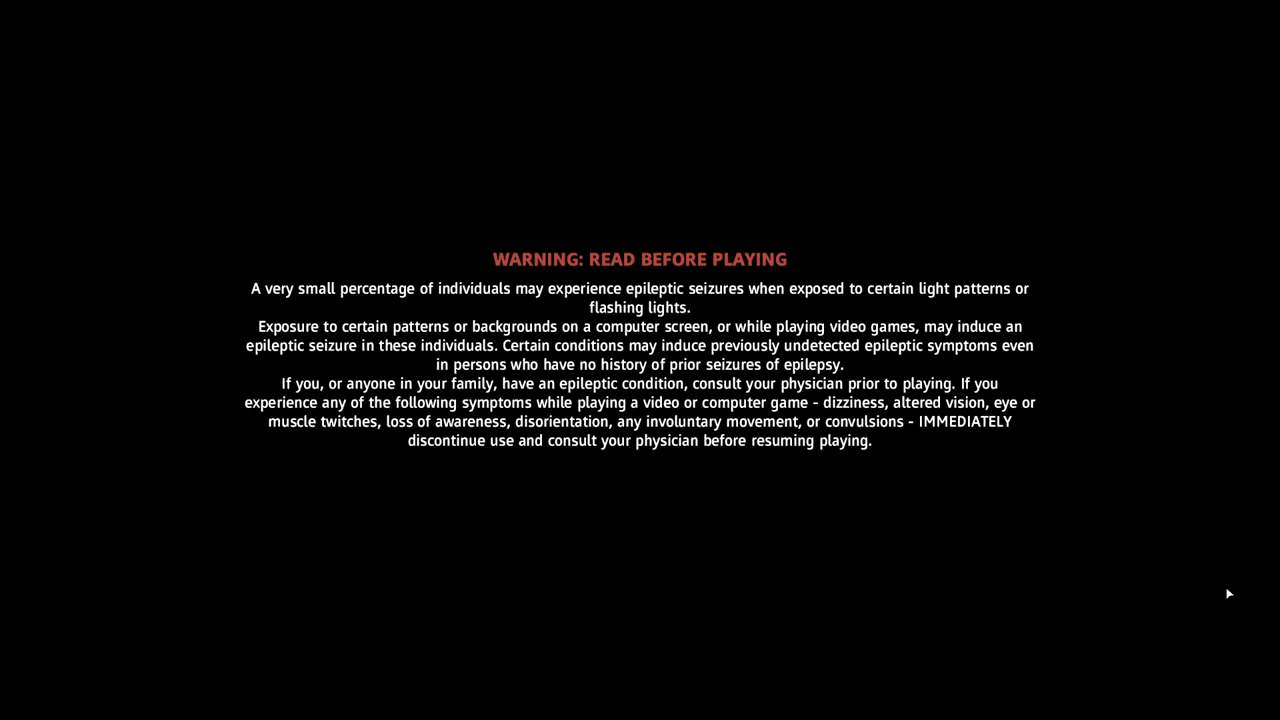 WARNING: READ BEFORE PLAYING
A very small percentage of individuals may experience epileptic seizures when exposed to certain light patterns or
flashing lights.
Exposure to certain patterns or backgrounds on a computer screen, or while playing video games, may induce an
epileptic seizure in these individuals. Certain conditions may induce previously undetected epileptic symptoms even
in persons who have no history of prior seizures of epilepsy.
If you, or anyone in your family, have an epileptic condition, consult your physician prior to playing. If you
experience any of the following symptoms while playing a video or computer game - dizziness, altered vision, eye or
muscle twitches, loss of awareness, disorientation, any involuntary movement, or convulsions - IMMEDIATELY
discontinue use and consult your physician before resuming playing.